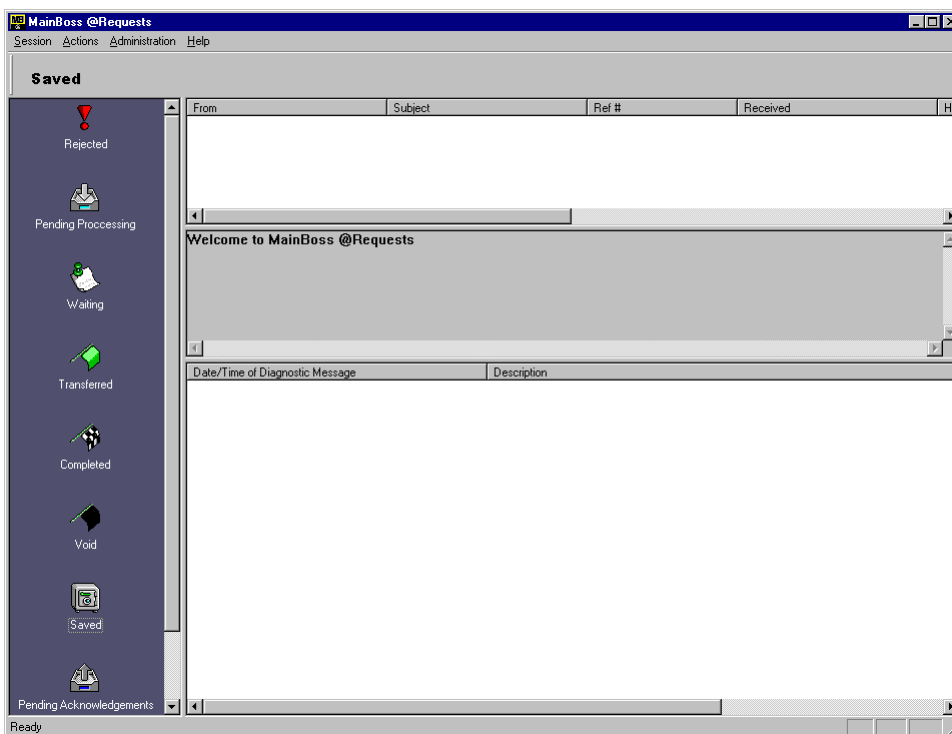 MainBoss @Requests
Session Actions Administration Help
Saved
From Subject Ref # Received H
Rejected
Pending Proccessing
Welcome to MainBoss @Requests
Waiting
Date/Time of Diagnostic Message Description
Transferred
Completed
Void
Saved
Pending Acknowledgements
Ready